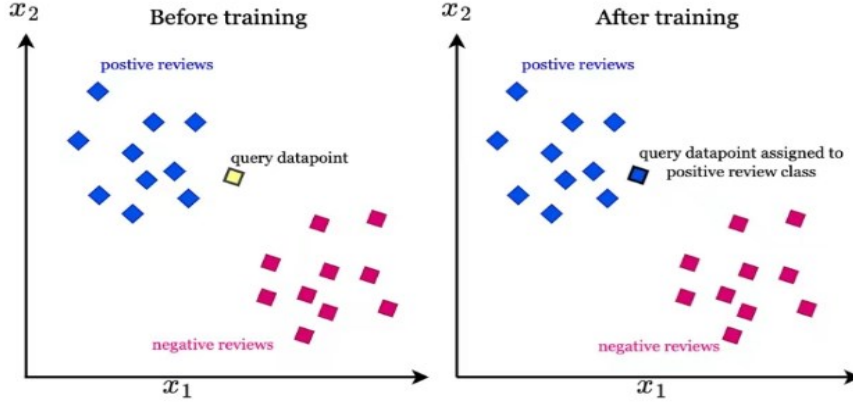 Before training
x₂
postive reviews
query datapoint
negative reviews
x₁
After training
x₂
postive reviews
query datapoint assigned to
positive review class
negative reviews
x₁